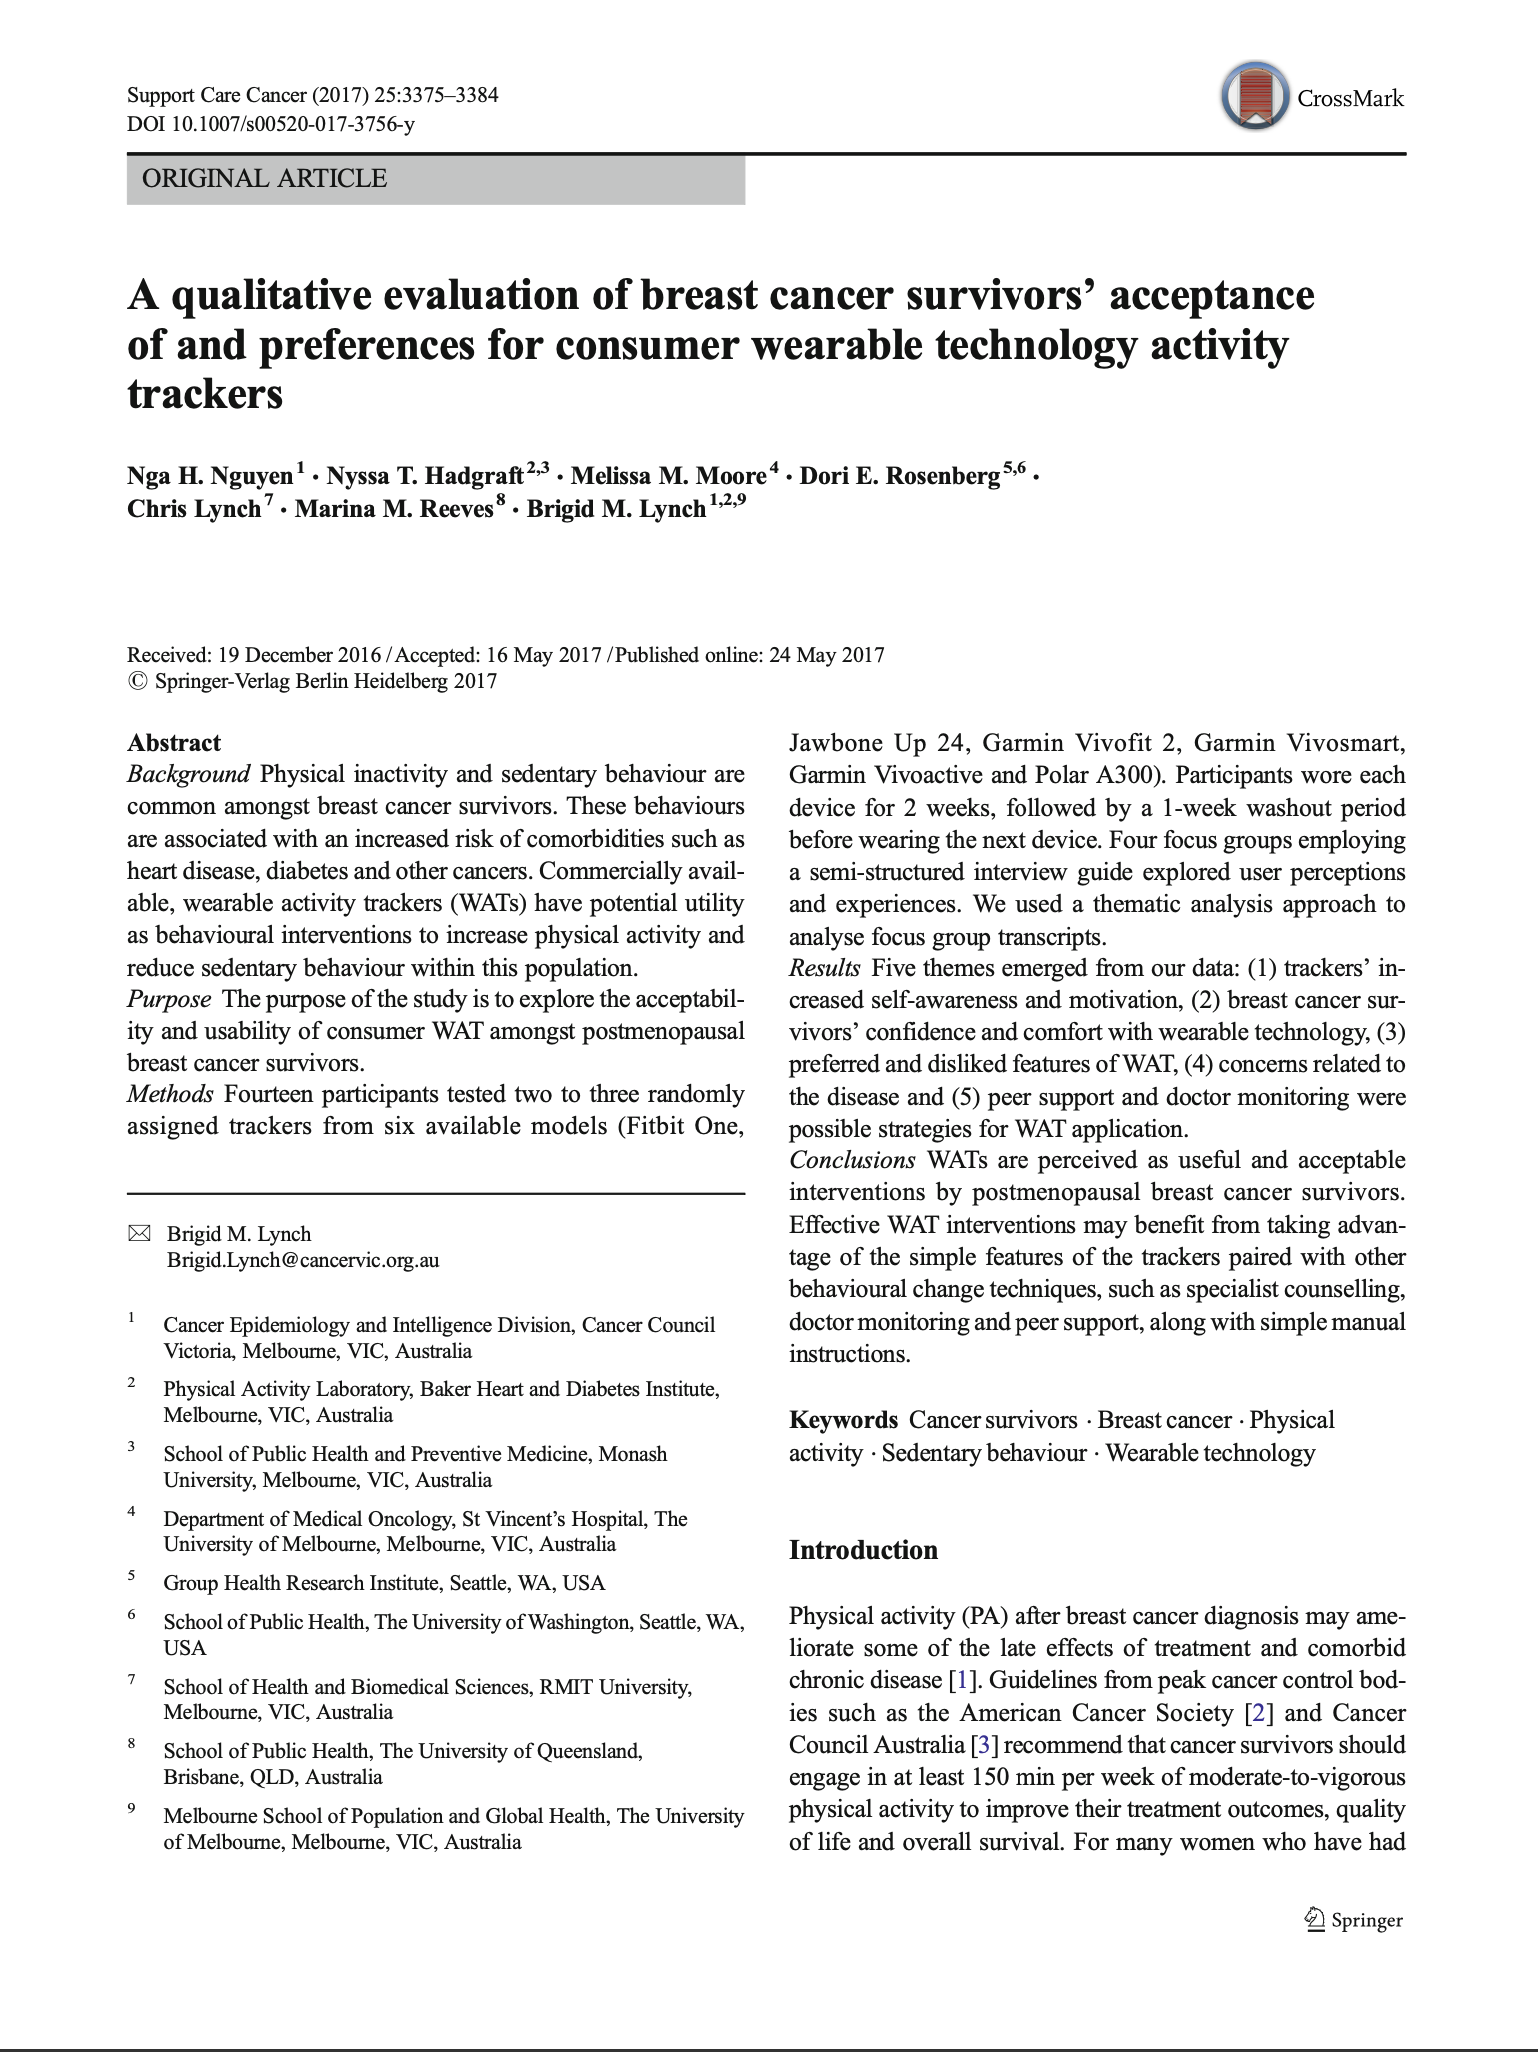 Support Care Cancer (2017) 25:3375–3384
DOI 10.1007/s00520-017-3756-y
CrossMark
ORIGINAL ARTICLE
A qualitative evaluation of breast cancer survivors’ acceptance
of and preferences for consumer wearable technology activity
trackers
Nga H. Nguyen 1 · Nyssa T. Hadgraft 2,3 · Melissa M. Moore 4 · Dori E. Rosenberg 5,6 ·
Chris Lynch 7 · Marina M. Reeves 8 · Brigid M. Lynch 1,2,9
Received: 19 December 2016 / Accepted: 16 May 2017 / Published online: 24 May 2017
© Springer-Verlag Berlin Heidelberg 2017
Abstract
Background Physical inactivity and sedentary behaviour are
common amongst breast cancer survivors. These behaviours
are associated with an increased risk of comorbidities such as
heart disease, diabetes and other cancers. Commercially avail-
able, wearable activity trackers (WATs) have potential utility
as behavioural interventions to increase physical activity and
reduce sedentary behaviour within this population.
Purpose The purpose of the study is to explore the acceptabil-
ity and usability of consumer WAT amongst postmenopausal
breast cancer survivors.
Methods Fourteen participants tested two to three randomly
assigned trackers from six available models (Fitbit One,
Brigid M. Lynch
Brigid.Lynch@cancervic.org.au
1 Cancer Epidemiology and Intelligence Division, Cancer Council
Victoria, Melbourne, VIC, Australia
2 Physical Activity Laboratory, Baker Heart and Diabetes Institute,
Melbourne, VIC, Australia
3 School of Public Health and Preventive Medicine, Monash
University, Melbourne, VIC, Australia
4 Department of Medical Oncology, St Vincent’s Hospital, The
University of Melbourne, Melbourne, VIC, Australia
5 Group Health Research Institute, Seattle, WA, USA
6 School of Public Health, The University of Washington, Seattle, WA,
USA
7 School of Health and Biomedical Sciences, RMIT University,
Melbourne, VIC, Australia
8 School of Public Health, The University of Queensland,
Brisbane, QLD, Australia
9 Melbourne School of Population and Global Health, The University
of Melbourne, Melbourne, VIC, Australia
Jawbone Up 24, Garmin Vivofit 2, Garmin Vivosmart,
Garmin Vivoactive and Polar A300). Participants wore each
device for 2 weeks, followed by a 1-week washout period
before wearing the next device. Four focus groups employing
a semi-structured interview guide explored user perceptions
and experiences. We used a thematic analysis approach to
analyse focus group transcripts.
Results Five themes emerged from our data: (1) trackers’ in-
creased self-awareness and motivation, (2) breast cancer sur-
vivors’ confidence and comfort with wearable technology, (3)
preferred and disliked features of WAT, (4) concerns related to
the disease and (5) peer support and doctor monitoring were
possible strategies for WAT application.
Conclusions WATs are perceived as useful and acceptable
interventions by postmenopausal breast cancer survivors.
Effective WAT interventions may benefit from taking advan-
tage of the simple features of the trackers paired with other
behavioural change techniques, such as specialist counselling,
doctor monitoring and peer support, along with simple manual
instructions.
Keywords Cancer survivors · Breast cancer · Physical
activity · Sedentary behaviour · Wearable technology
Introduction
Physical activity (PA) after breast cancer diagnosis may ame-
liorate some of the late effects of treatment and comorbid
chronic disease [1]. Guidelines from peak cancer control bod-
ies such as the American Cancer Society [2] and Cancer
Council Australia [3] recommend that cancer survivors should
engage in at least 150 min per week of moderate-to-vigorous
physical activity to improve their treatment outcomes, quality
of life and overall survival. For many women who have had
Springer